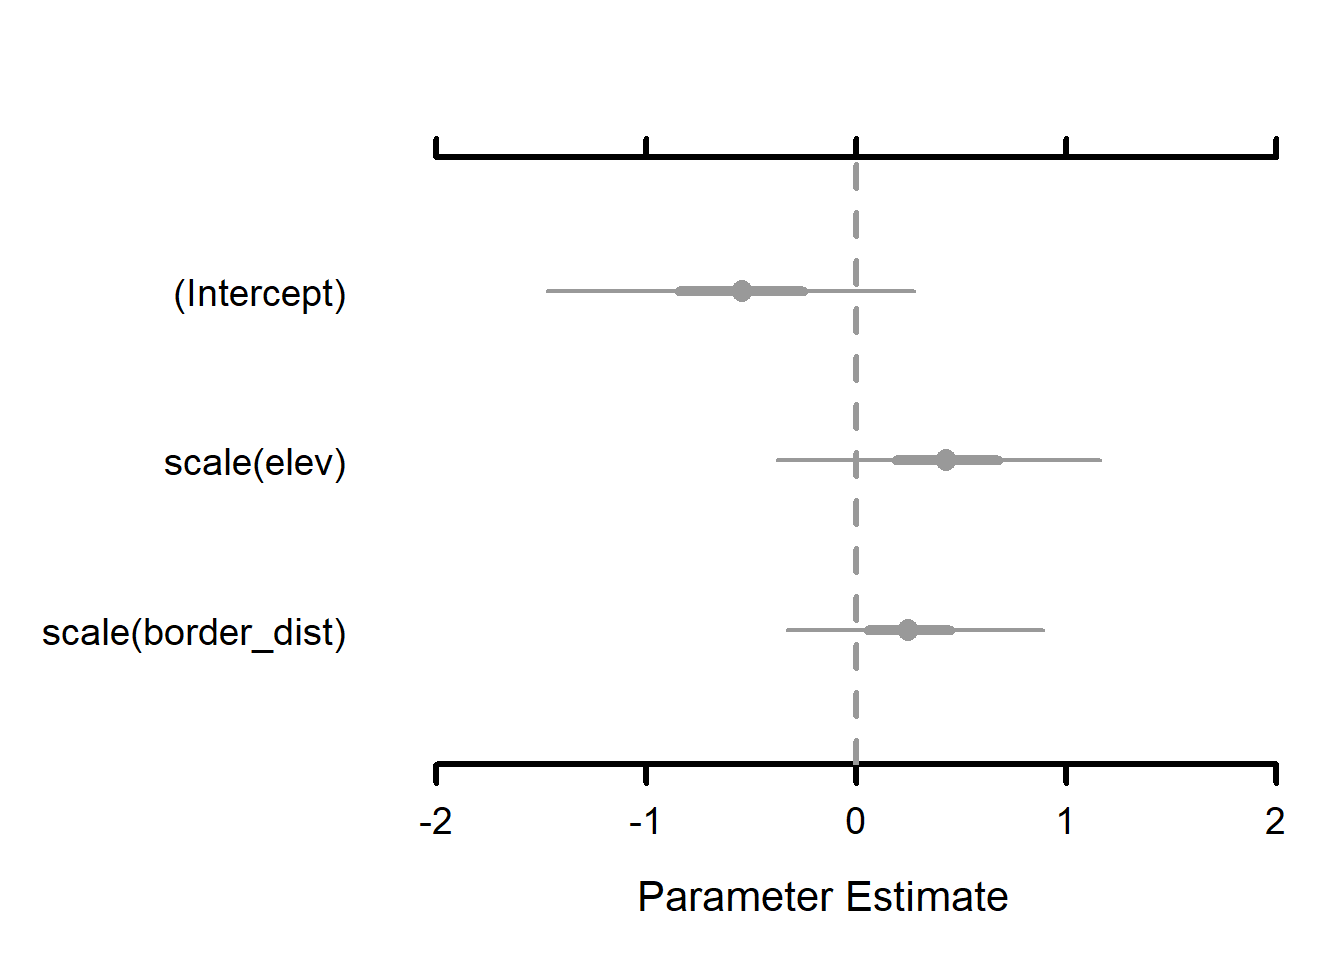 (Intercept)
scale(elev)
scale(border_dist)
-2 -1 0 1 2
Parameter Estimate